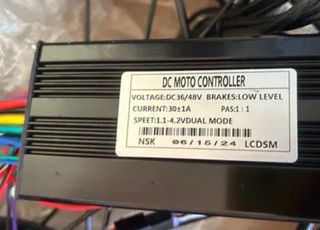 DC MOTO CONTROLLER
VOLTAGE:DC36/48V BRAKES:LOW LEVEL
CURRENT:30±1A PAS:1 : 1
SPEET:1.1-4.2VDUAL MODE
NSK 06/15/24 LCDSM